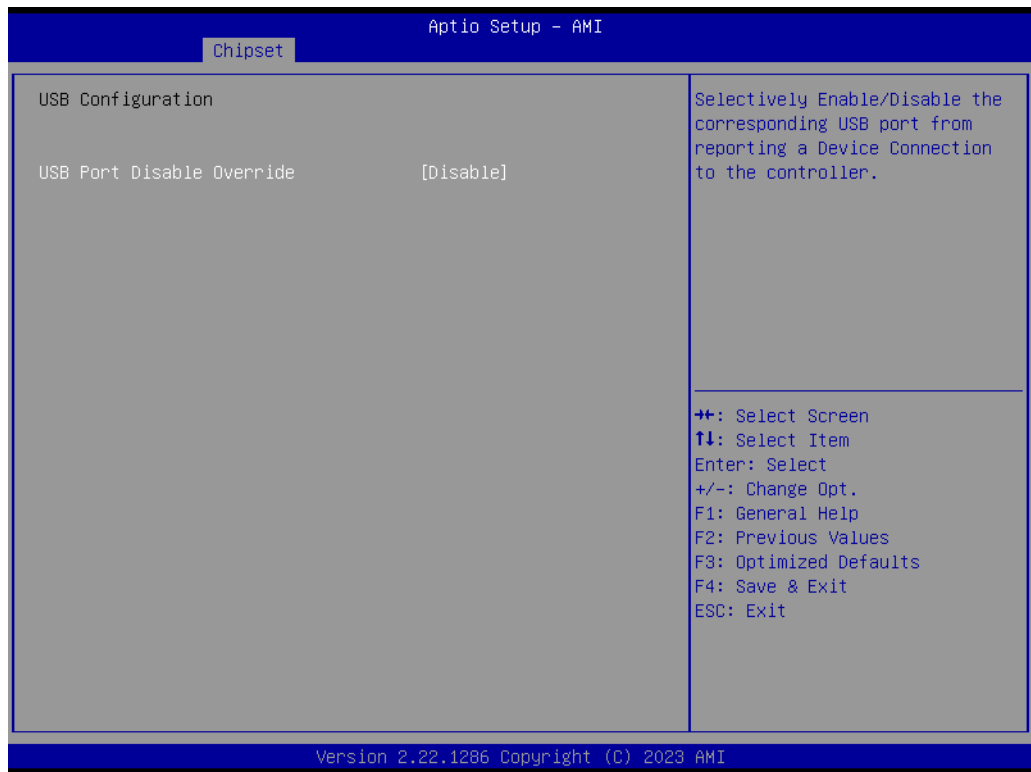 Aptio Setup - AMI
Chipset
USB Configuration
USB Port Disable Override [Disable]
Selectively Enable/Disable the
corresponding USB port from
reporting a Device Connection
to the controller.
→←: Select Screen
↑↓: Select Item
Enter: Select
+/-: Change Opt.
F1: General Help
F2: Previous Values
F3: Optimized Defaults
F4: Save & Exit
ESC: Exit
Version 2.22.1286 Copyright (C) 2023 AMI